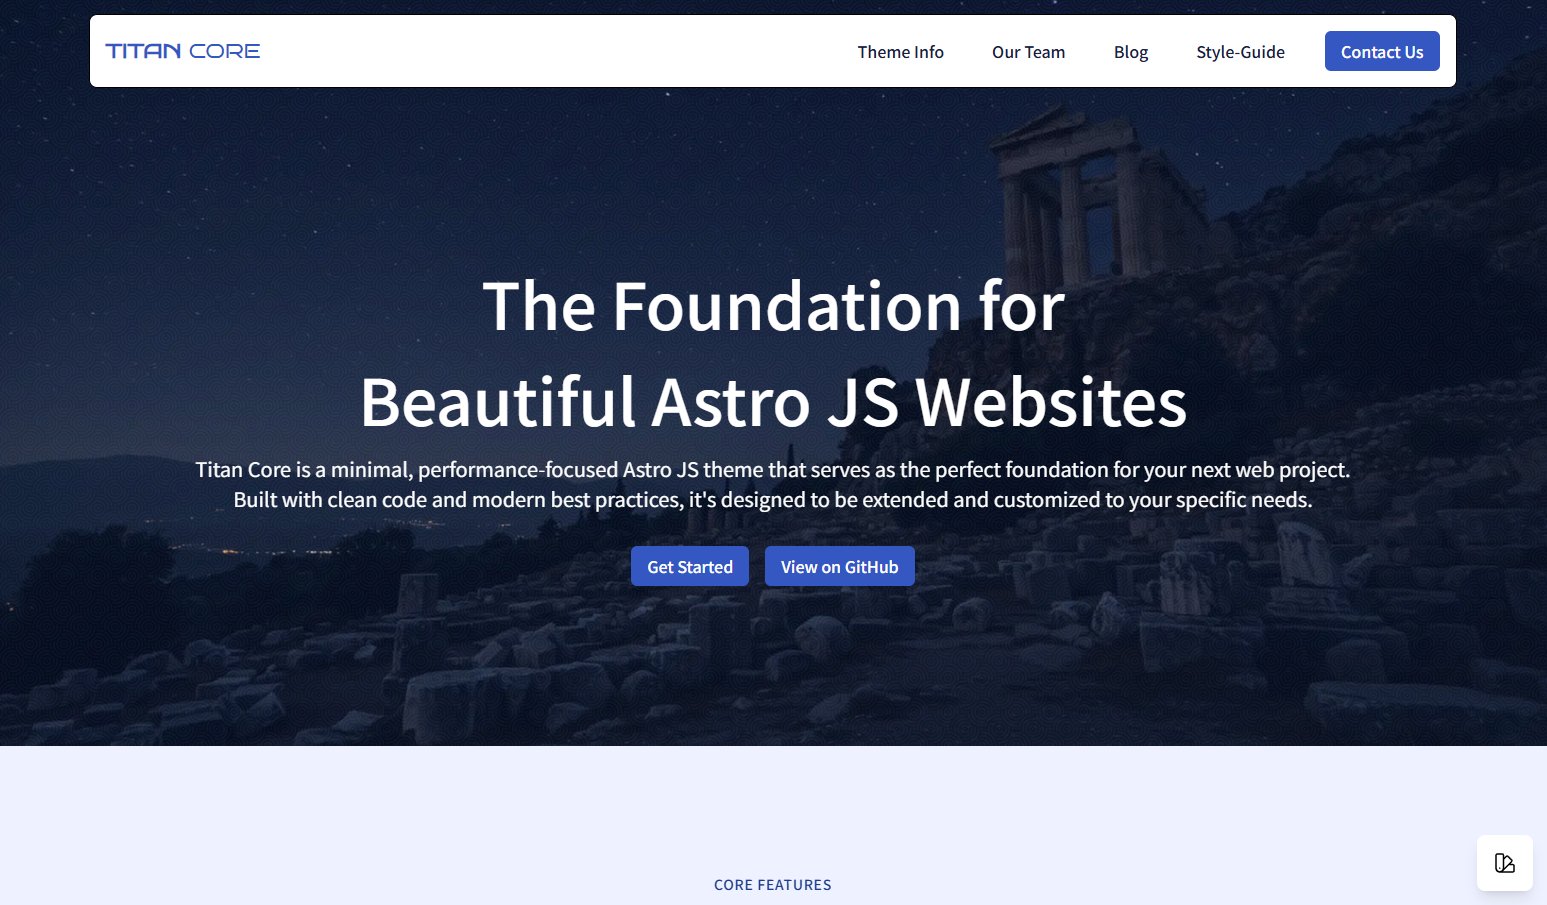 TITAN CORE
Theme Info
Our Team
Blog
Style-Guide
Contact Us
The Foundation for
Beautiful Astro JS Websites
Titan Core is a minimal, performance-focused Astro JS theme that serves as the perfect foundation for your next web project.
Built with clean code and modern best practices, it's designed to be extended and customized to your specific needs.
Get Started
View on GitHub
CORE FEATURES